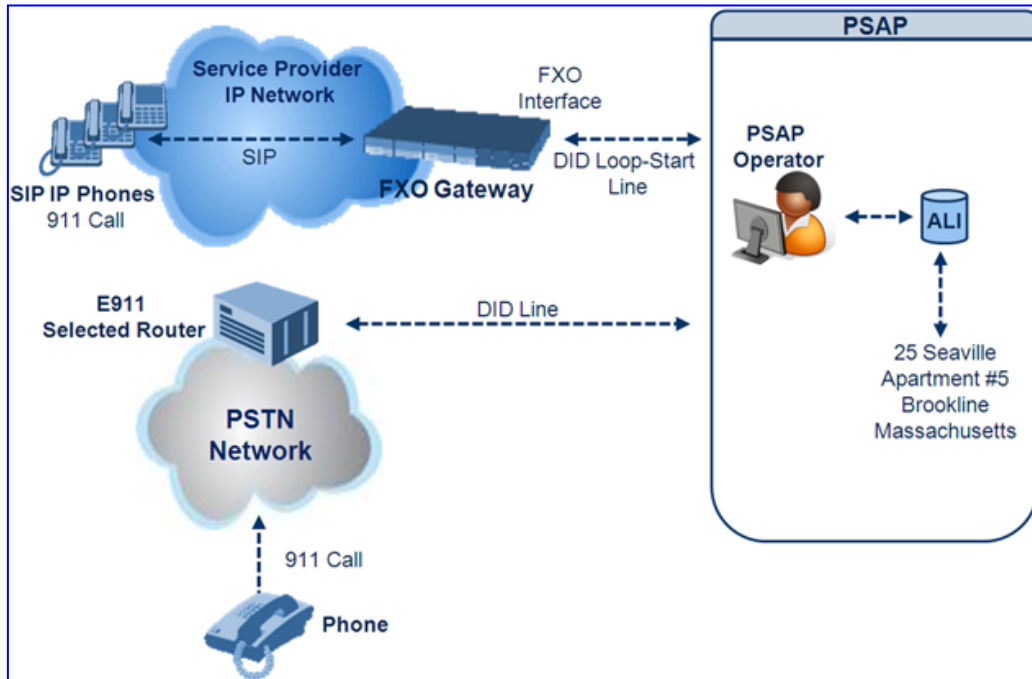 PSAP
Service Provider
IP Network
SIP
SIP IP Phones
911 Call
FXO Gateway
FXO
Interface
DID Loop-Start
Line
PSAP
Operator
ALI
25 Seaville
Apartment #5
Brookline
Massachusetts
E911
Selected Router
DID Line
PSTN
Network
911 Call
Phone